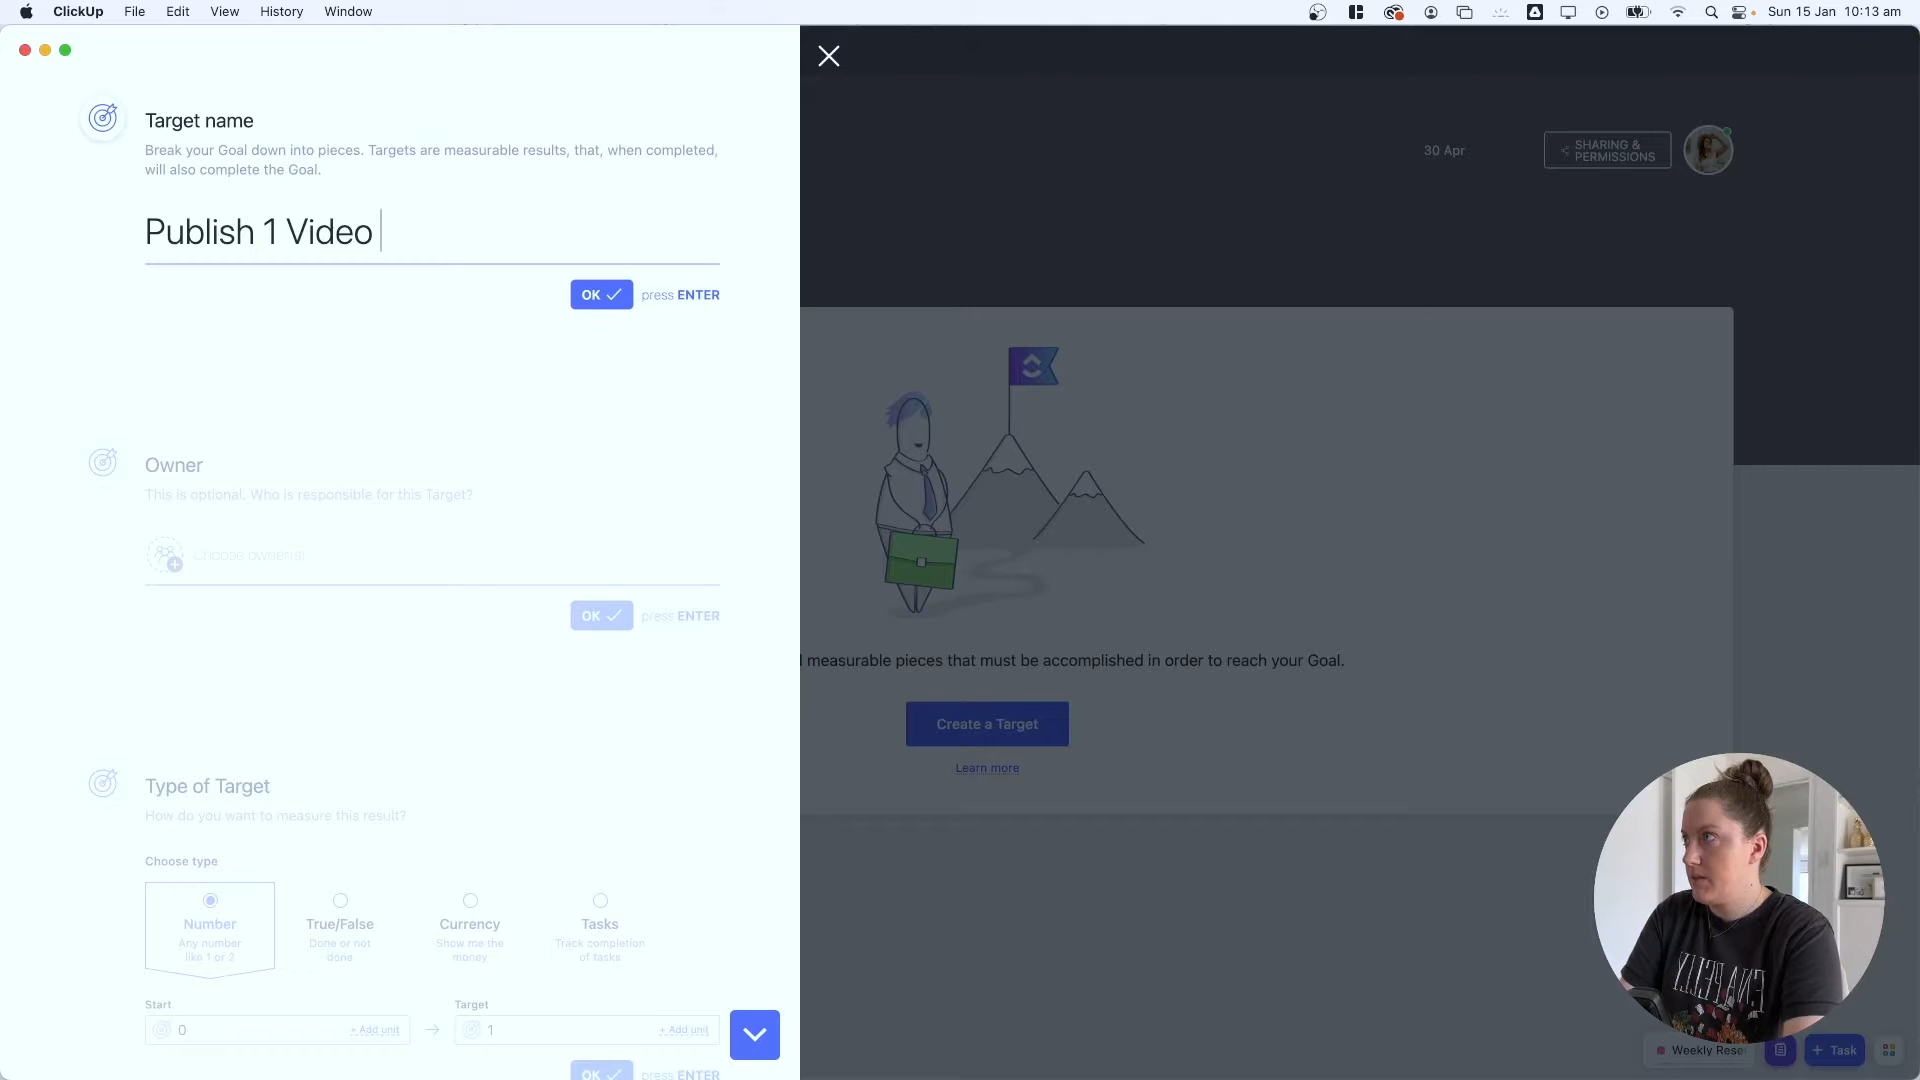 ClickUp File Edit View History Window
Sun 15 Jan 10:13 am
Target name
Break your Goal down into pieces. Targets are measurable results, that, when completed,
will also complete the Goal.
Publish 1 Video
OK press ENTER
Owner
This is optional. Who is responsible for this Target?
Choose owner(s)
OK press ENTER
Type of Target
How do you want to measure this result?
Choose type
Number
Any number
like 1 or 2
True/False
Done or not
done
Currency
Show me the
money
Tasks
Track completion
of tasks
Start
0 + Add unit
Target
1 + Add unit
OK press ENTER
30 Apr
SHARING &
PERMISSIONS
measurable pieces that must be accomplished in order to reach your Goal.
Create a Target
Learn more
Weekly Rese
+ Task